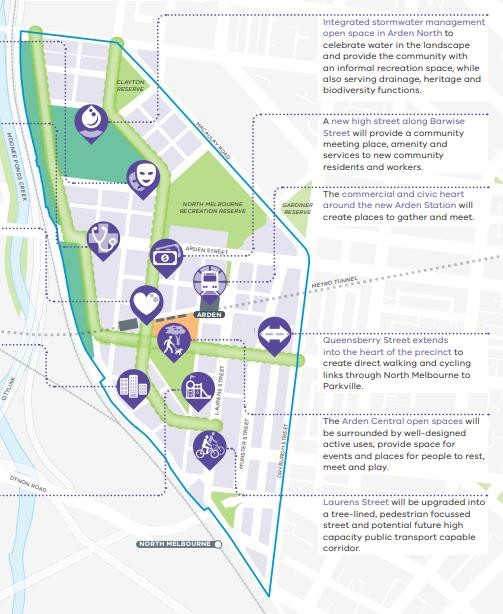 Integrated stormwater management
open space in Arden North to
celebrate water in the landscape
and provide the community with
an informal recreation space, while
also serving drainage, heritage and
biodiversity functions.
CLAYTON
RESERVE
MACAULAY ROAD
A new high street along Barwise
Street will provide a community
meeting place, amenity and
services to new community
residents and workers.
MOONEE PONDS CREEK
The commercial and civic heart
around the new Arden Station will
create places to gather and meet.
NORTH MELBOURNE
RECREATION RESERVE
GARDINER
RESERVE
ARDEN STREET
$
METRO TUNNEL
ARDEN
Queensberry Street extends
into the heart of the precinct to
create direct walking and cycling
links through North Melbourne to
Parkville.
CITYLINK
LAURENS STREET
The Arden Central open spaces will
be surrounded by well-designed
active uses, provide space for
events and places for people to rest,
meet and play.
MUNSTER STREET
DRYBURGH STREET
DYNON ROAD
Laurens Street will be upgraded into
a tree-lined, pedestrian focussed
street and potential future high
capacity public transport capable
corridor.
NORTH MELBOURNE